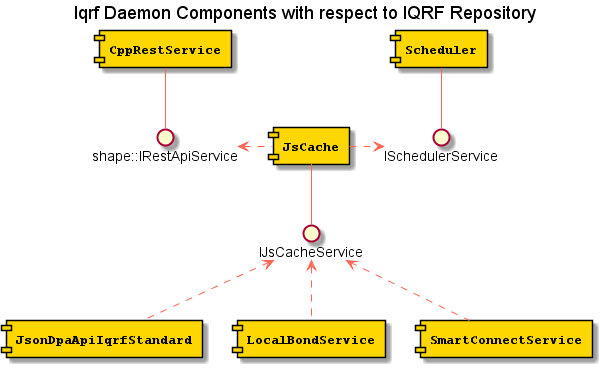 Iqrf Daemon Components with respect to IQRF Repository
CppRestService
Scheduler
shape::IRestApiService
JsCache
ISchedulerService
IJsCacheService
JsonDpaApiIqrfStandard
LocalBondService
SmartConnectService